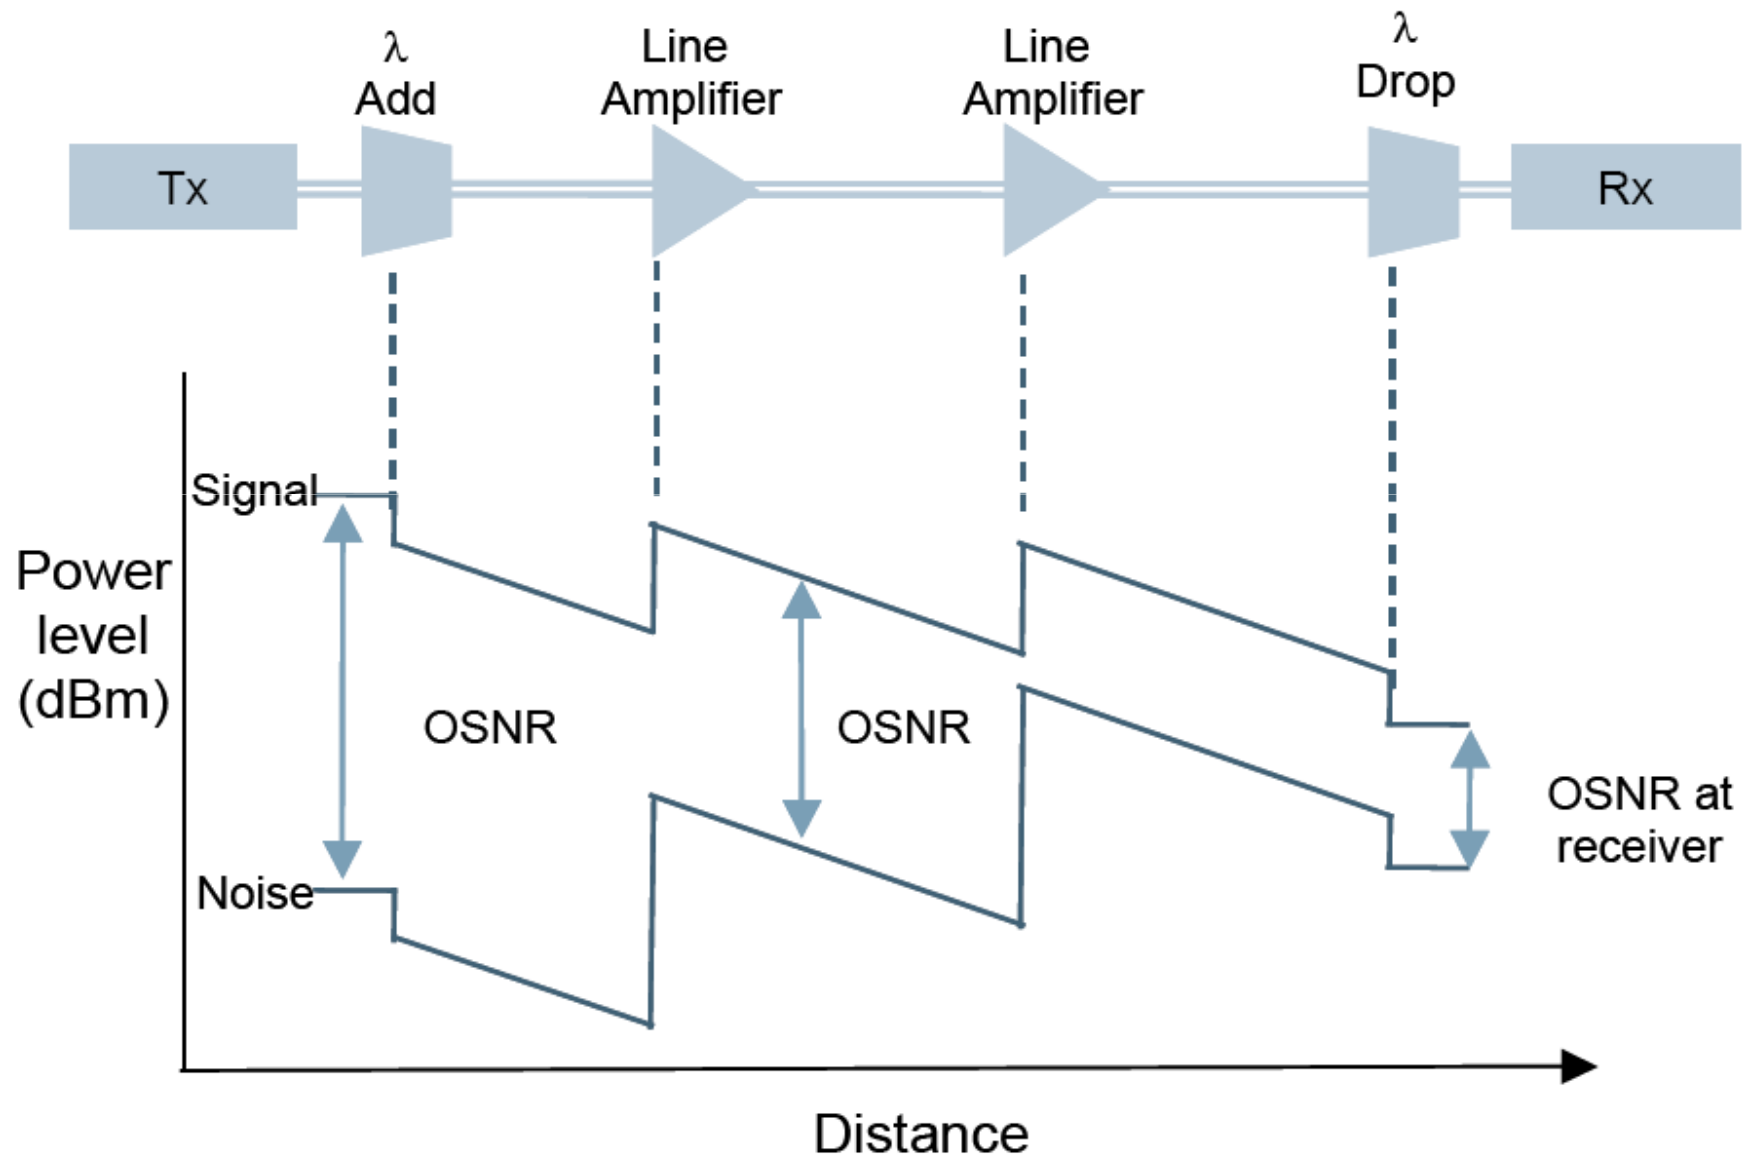 λ
Add
Line
Amplifier
Line
Amplifier
λ
Drop
Tx
Rx
Signal
Power
level
(dBm)
OSNR
OSNR
OSNR at
receiver
Noise
Distance